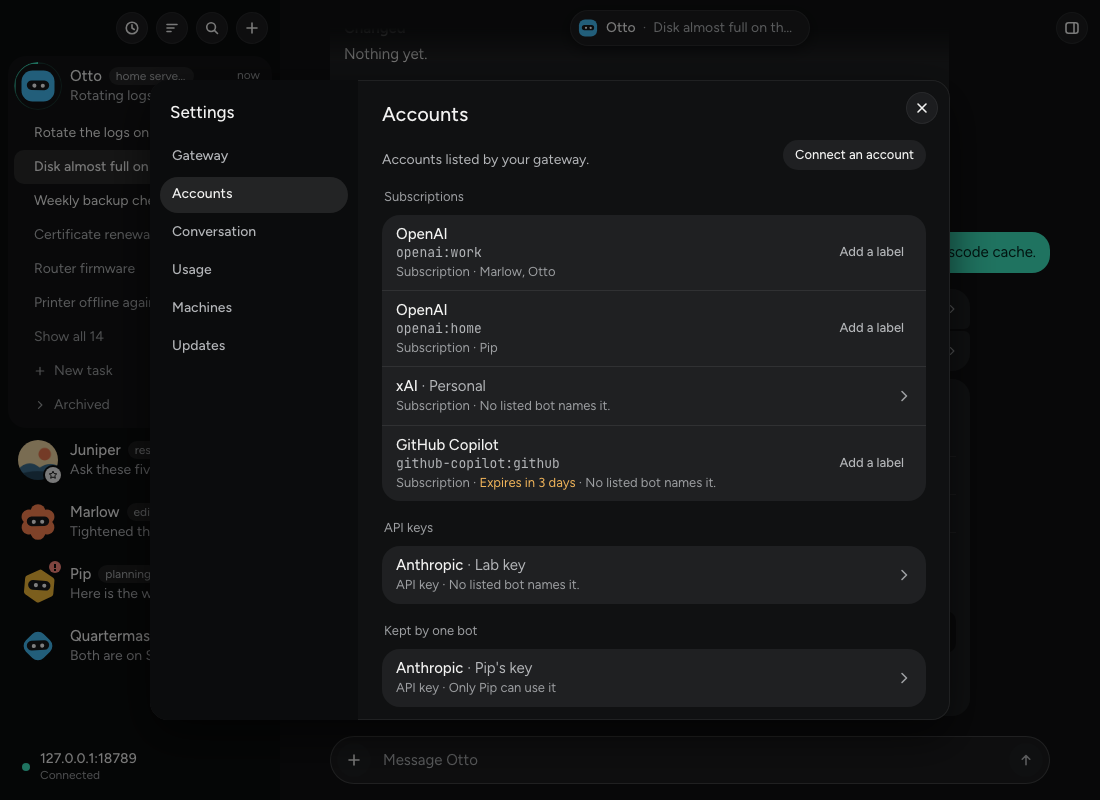 Otto · Disk almost full on th…
Nothing yet.
Otto home serve… now
Rotating logs
Rotate the logs on
Disk almost full on
Weekly backup che
Certificate renewa
Router firmware
Printer offline again
Show all 14
New task
Archived
Juniper res
Ask these fiv
Marlow edi
Tightened th
Pip planning
Here is the w
Quartermas
Both are on S
127.0.0.1:18789
Connected
Settings
Gateway
Accounts
Conversation
Usage
Machines
Updates
Accounts
Accounts listed by your gateway.
Connect an account
Subscriptions
OpenAI
openai:work
Subscription · Marlow, Otto
Add a label
OpenAI
openai:home
Subscription · Pip
Add a label
xAI · Personal
Subscription · No listed bot names it.
GitHub Copilot
github-copilot:github
Subscription · Expires in 3 days · No listed bot names it.
Add a label
API keys
Anthropic · Lab key
API key · No listed bot names it.
Kept by one bot
Anthropic · Pip's key
API key · Only Pip can use it
scode cache.
Message Otto